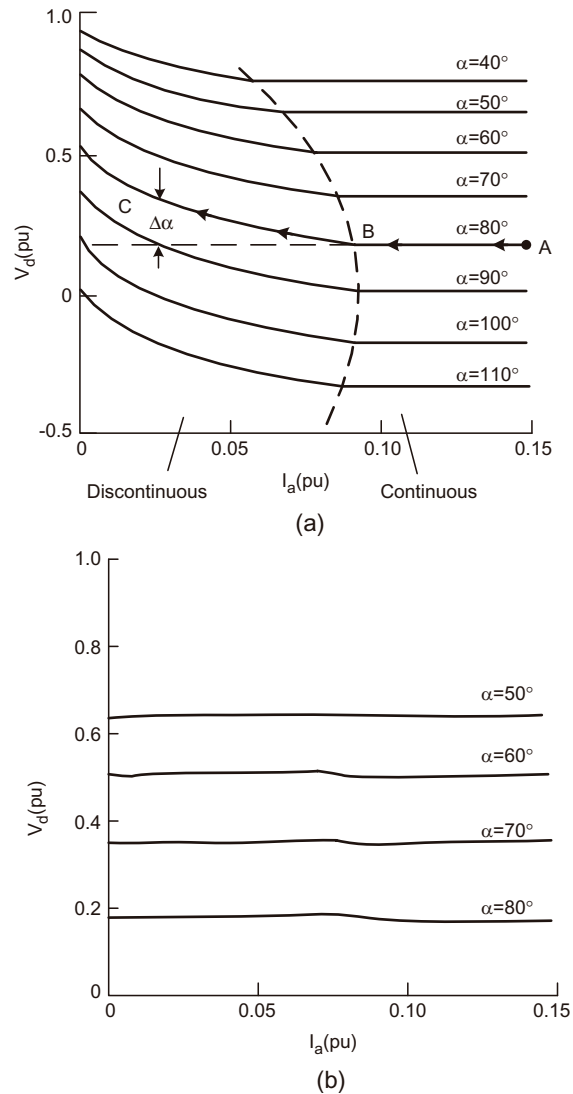 1.0
α=40°
α=50°
α=60°
α=70°
0.5
C
Δα
B
α=80°
A
V_d(pu)
α=90°
0
α=100°
α=110°
-0.5
0
0.05
0.10
0.15
Discontinuous
I_a(pu)
Continuous
(a)
1.0
0.8
α=50°
0.6
α=60°
V_d(pu)
0.4
α=70°
0.2
α=80°
0
0
0.05
0.10
0.15
I_a(pu)
(b)